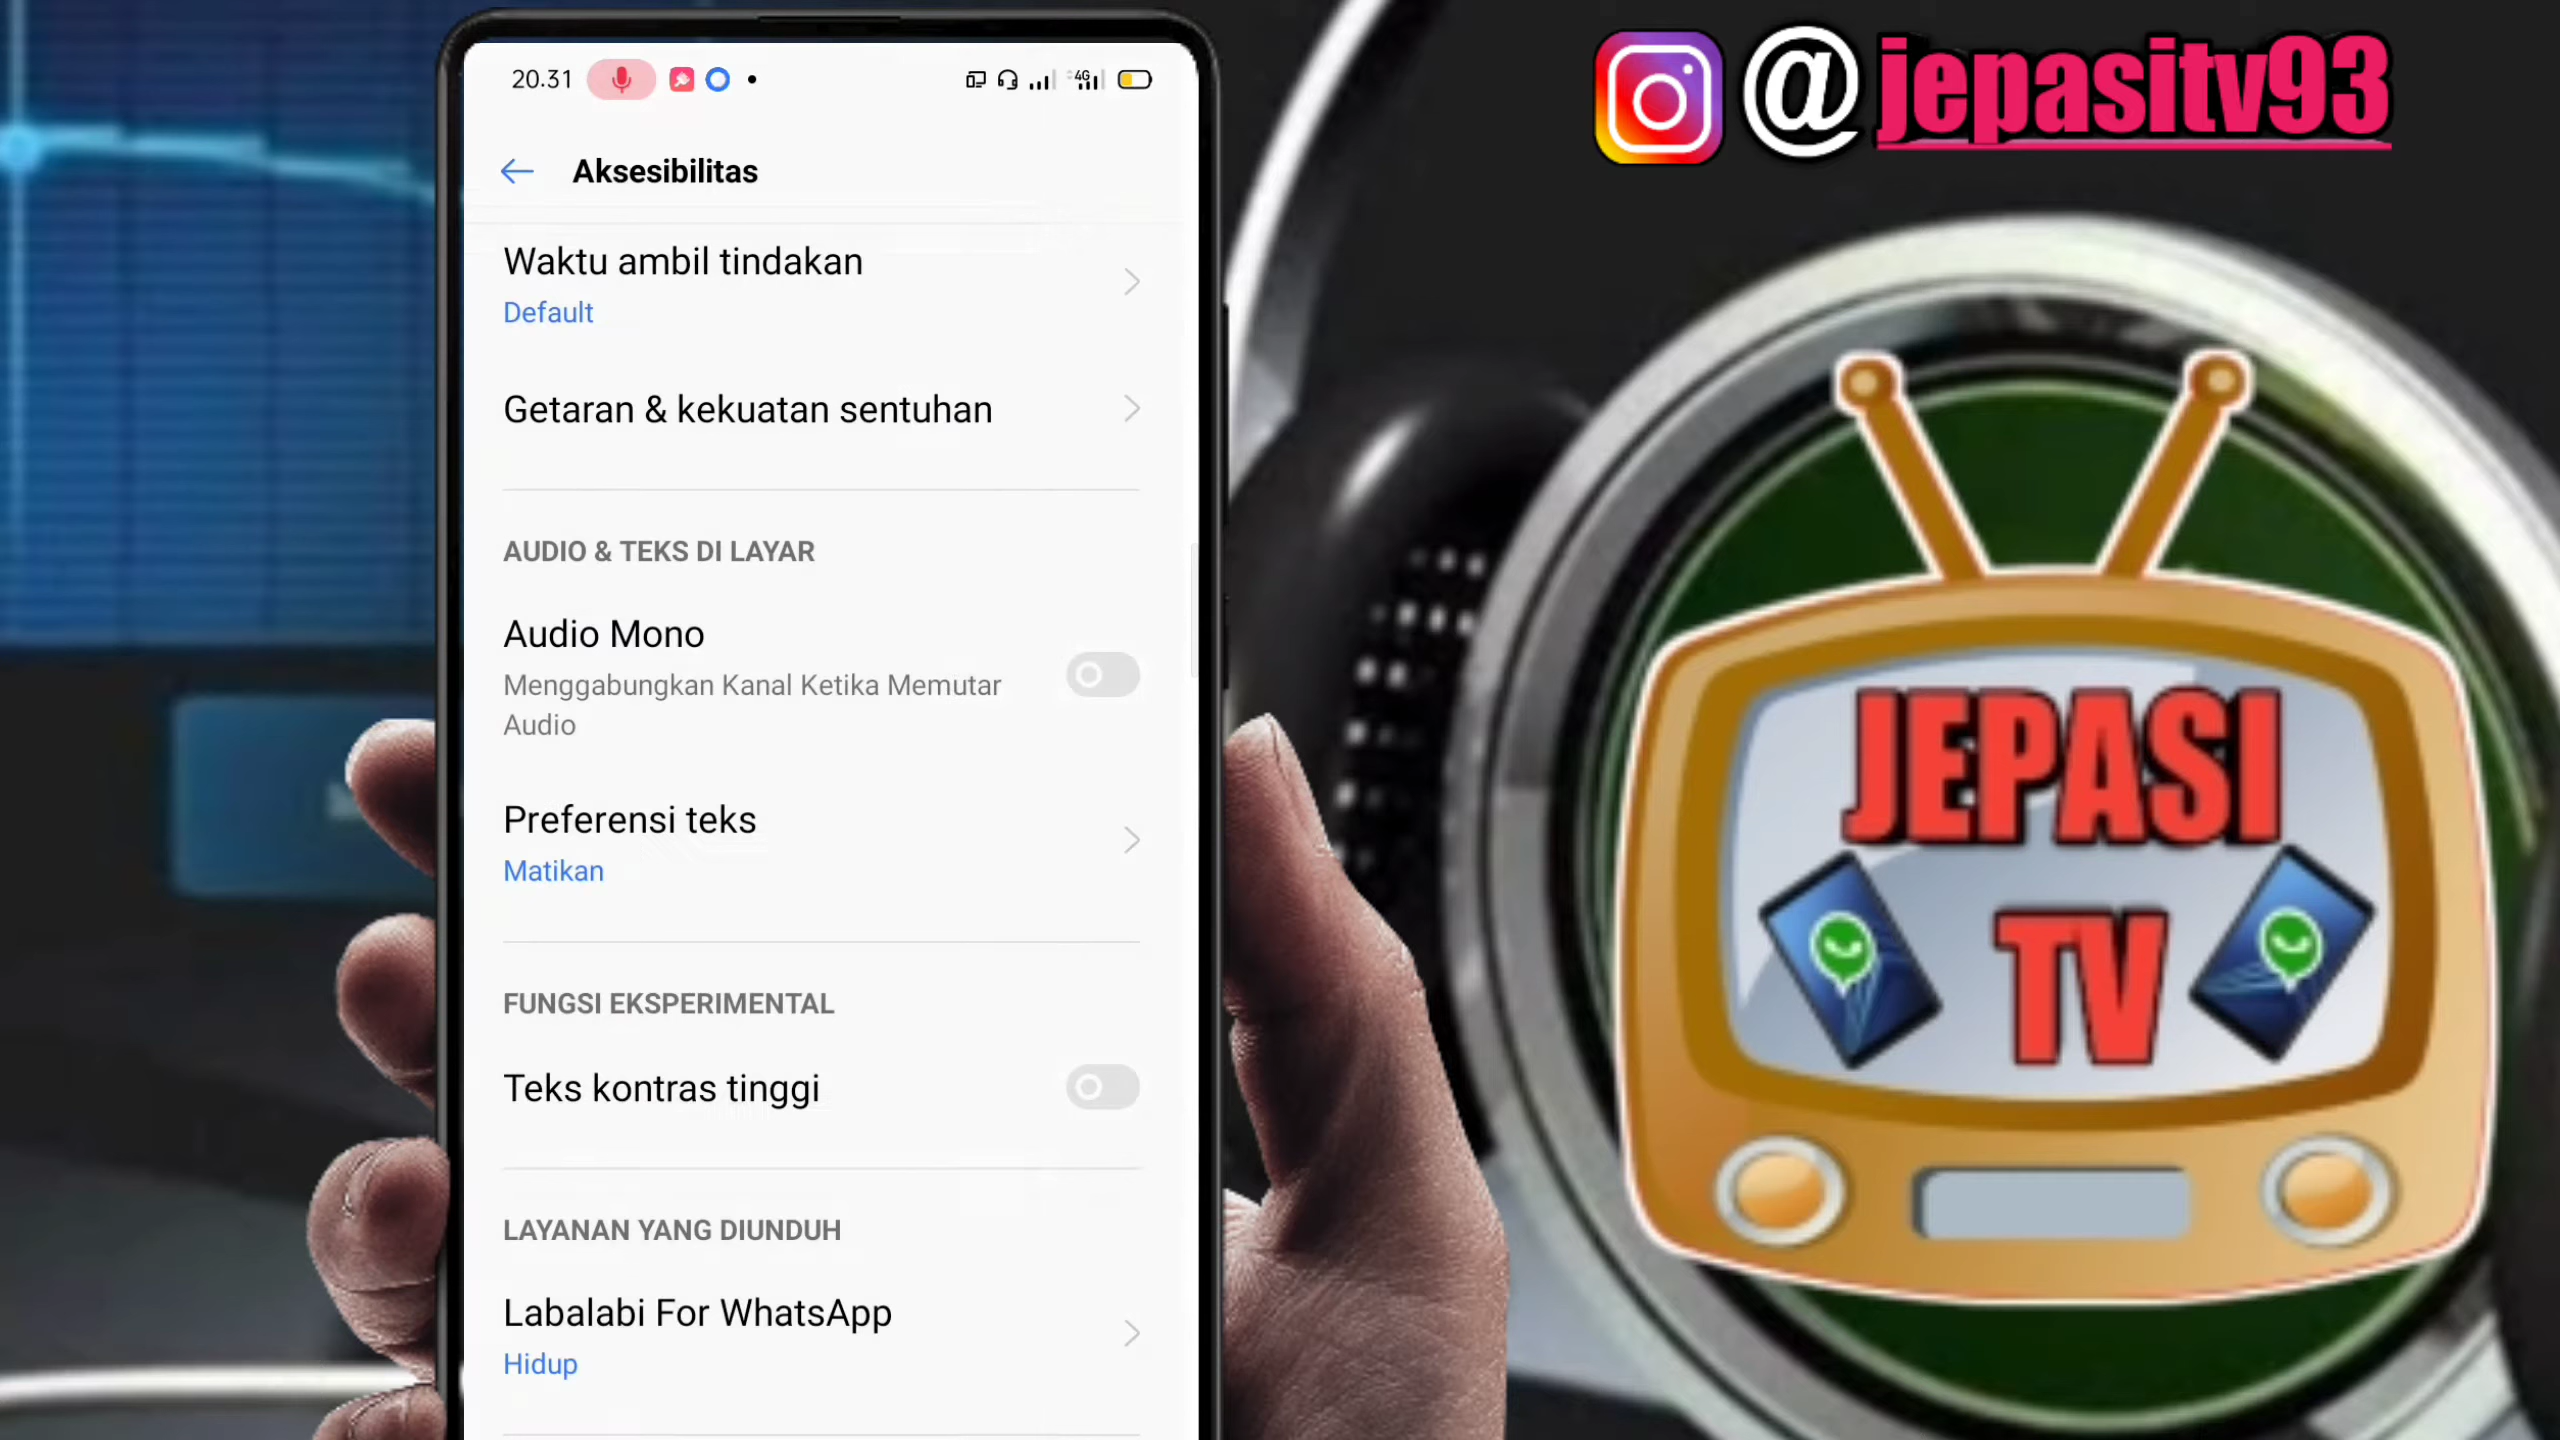 20.31
4G
@jepasitv93
Aksesibilitas
Waktu ambil tindakan
Default
Getaran & kekuatan sentuhan
AUDIO & TEKS DI LAYAR
Audio Mono
Menggabungkan Kanal Ketika Memutar
Audio
Preferensi teks
Matikan
FUNGSI EKSPERIMENTAL
Teks kontras tinggi
LAYANAN YANG DIUNDUH
Labalabi For WhatsApp
Hidup
JEPASI
TV